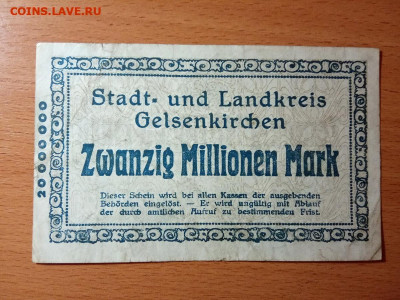 COINS.LAVE.RU
Stadt- und Landkreis
Gelsenkirchen
Zwanzig Millionen Mark
Dieser Schein wird bei allen Kassen der ausgebenden
Behörden eingelöst. — Er wird ungültig mit Ablauf
der durch amtlichen Aufruf zu bestimmenden Frist.
20 000 000